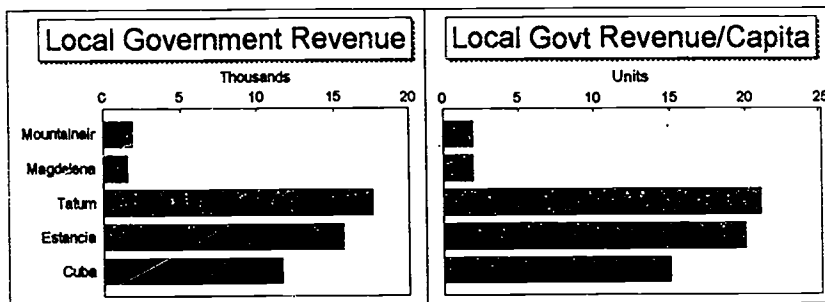 Local Government Revenue
Thousands
0 5 10 15 20
Mountainair
Magdelena
Tatum
Estancia
Cuba
Local Govt Revenue/Capita
Units
0 5 10 15 20 25